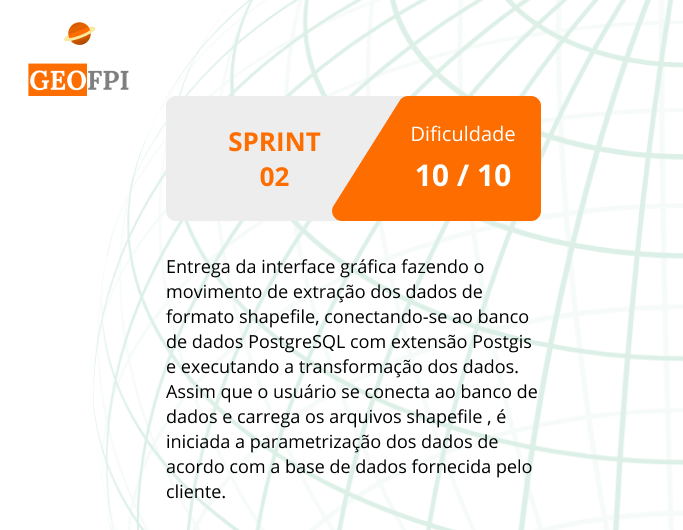 GEOFPI
SPRINT
02
Dificuldade
10 / 10
Entrega da interface gráfica fazendo o
movimento de extração dos dados de
formato shapefile, conectando-se ao banco
de dados PostgreSQL com extensão Postgis
e executando a transformação dos dados.
Assim que o usuário se conecta ao banco de
dados e carrega os arquivos shapefile , é
iniciada a parametrização dos dados de
acordo com a base de dados fornecida pelo
cliente.